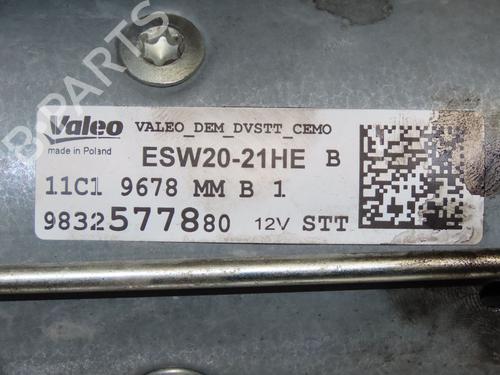 Valeo VALEO_DEM_DVSTT_CEMO
made in Poland ESW20-21HE B
11C1 9678 MM B 1
9832577880 12V STT
B-PARTS